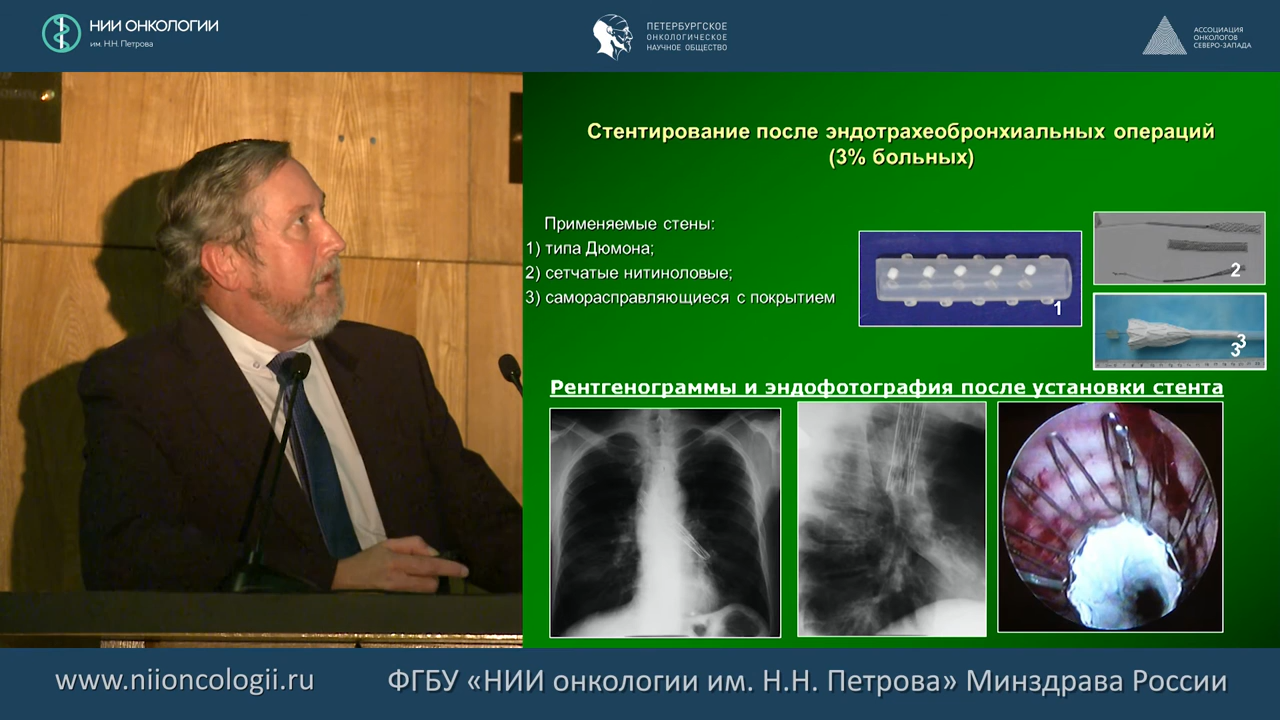 НИИ ОНКОЛОГИИ
им. Н.Н. Петрова
ПЕТЕРБУРГСКОЕ
ОНКОЛОГИЧЕСКОЕ
НАУЧНОЕ ОБЩЕСТВО
АССОЦИАЦИЯ
ОНКОЛОГОВ
СЕВЕРО-ЗАПАДА
Стентирование после эндотрахеобронхиальных операций
(3% больных)
Применяемые стены:
1) типа Дюмона;
2) сетчатые нитиноловые;
3) саморасправляющиеся с покрытием
1
2
3
3
Рентгенограммы и эндофотография после установки стента
www.niioncologii.ru
ФГБУ «НИИ онкологии им. Н.Н. Петрова» Минздрава России